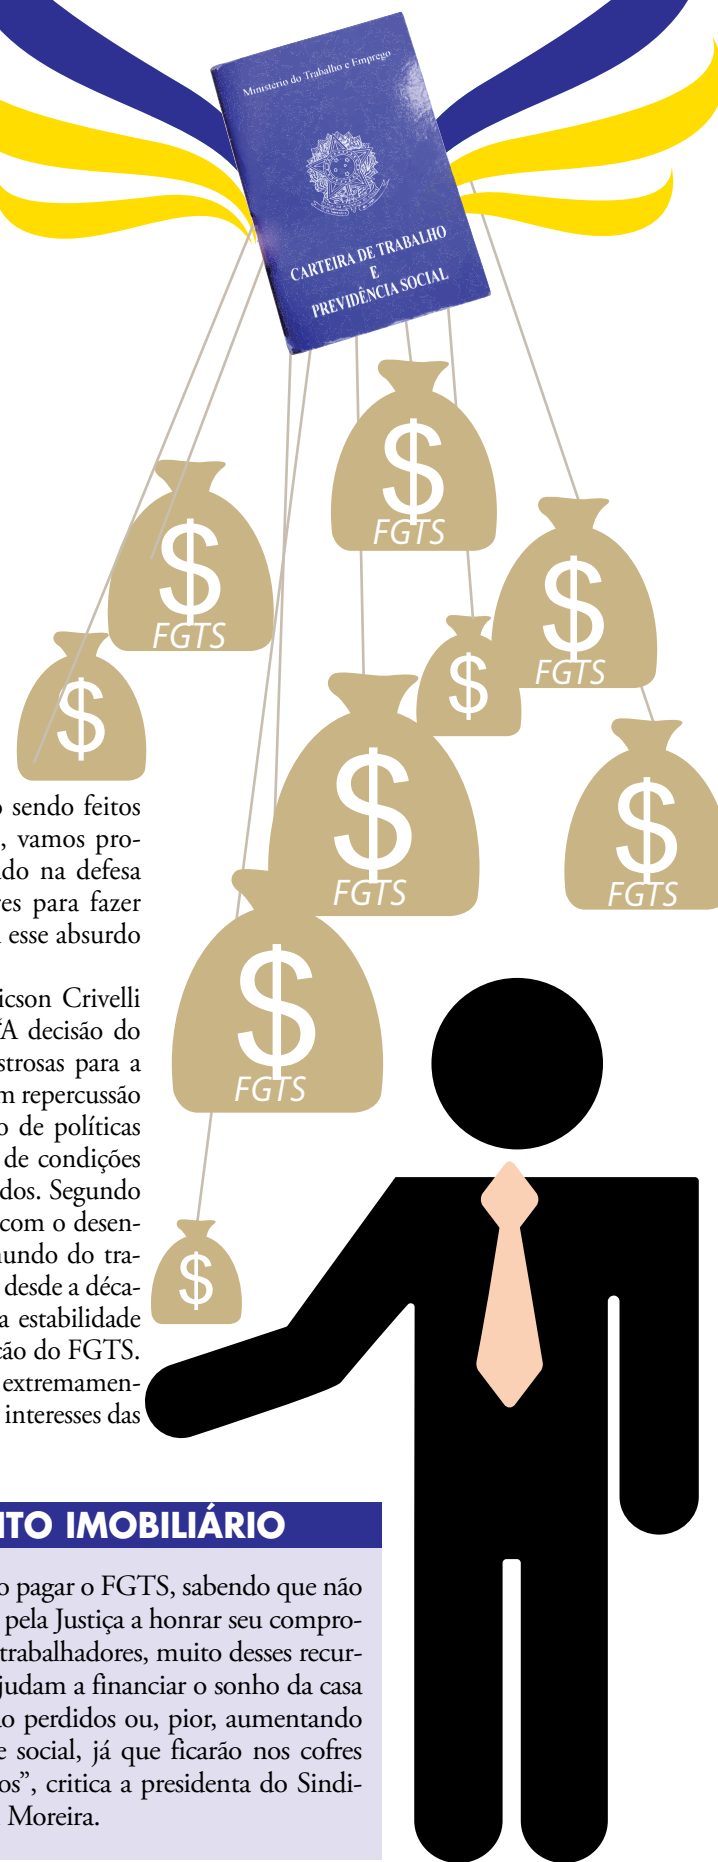 Ministério do Trabalho e Emprego
CARTEIRA DE TRABALHO
E
PREVIDÊNCIA SOCIAL
$
FGTS
$
FGTS
$
FGTS
$
$
$
FGTS
$
FGTS
$
FGTS
$
sendo feitos
, vamos pro-
do na defesa
res para fazer
esse absurdo
icson Crivelli
“A decisão do
strosas para a
m repercussão
o de políticas
de condições
dos. Segundo
com o desen-
undo do tra-
desde a déca-
a estabilidade
ção do FGTS.
extremamen-
interesses das
ITO IMOBILIÁRIO
o pagar o FGTS, sabendo que não
pela Justiça a honrar seu compro-
trabalhadores, muito desses recur-
judam a financiar o sonho da casa
o perdidos ou, pior, aumentando
e social, já que ficarão nos cofres
os”, critica a presidenta do Sindi-
Moreira.